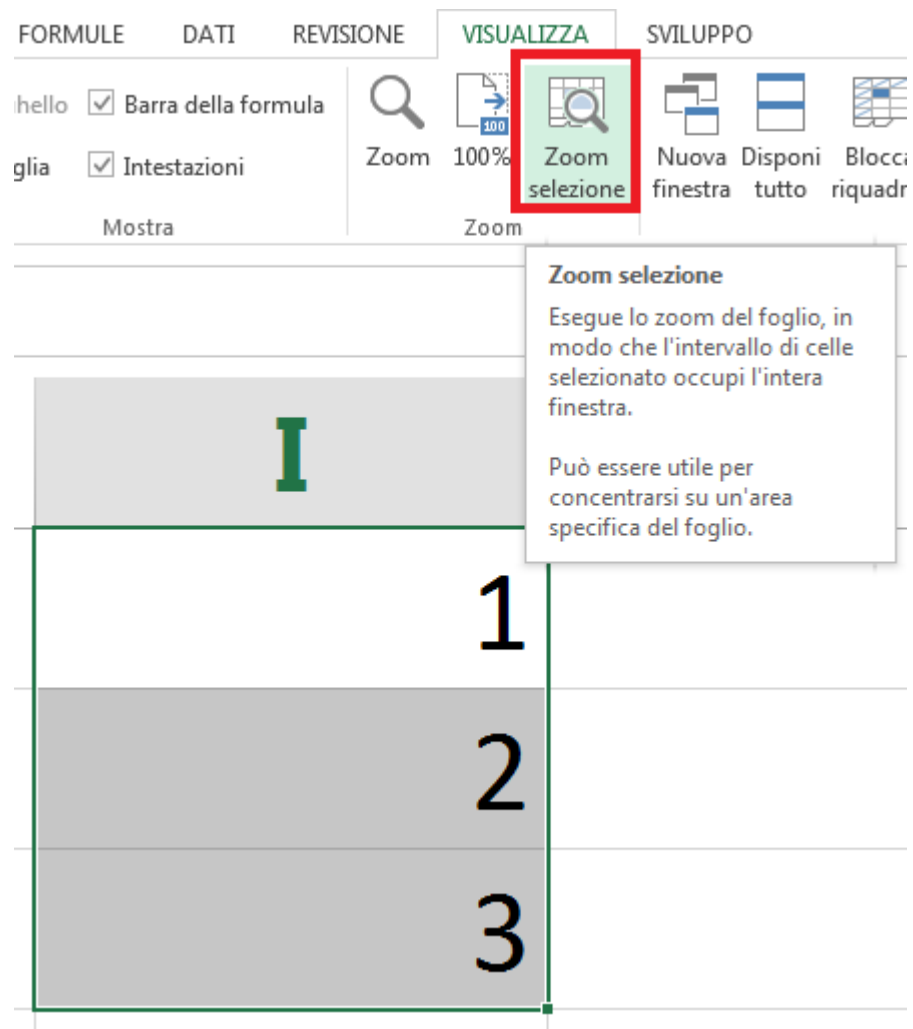 FORMULE DATI REVISIONE VISUALIZZA SVILUPPO
Barra della formula
Intestazioni
Mostra
Zoom
100
100%
Zoom
selezione
Zoom
Nuova
finestra
Disponi
tutto
Zoom selezione
Esegue lo zoom del foglio, in
modo che l'intervallo di celle
selezionato occupi l'intera
finestra.
Può essere utile per
concentrarsi su un'area
specifica del foglio.
I
1
2
3